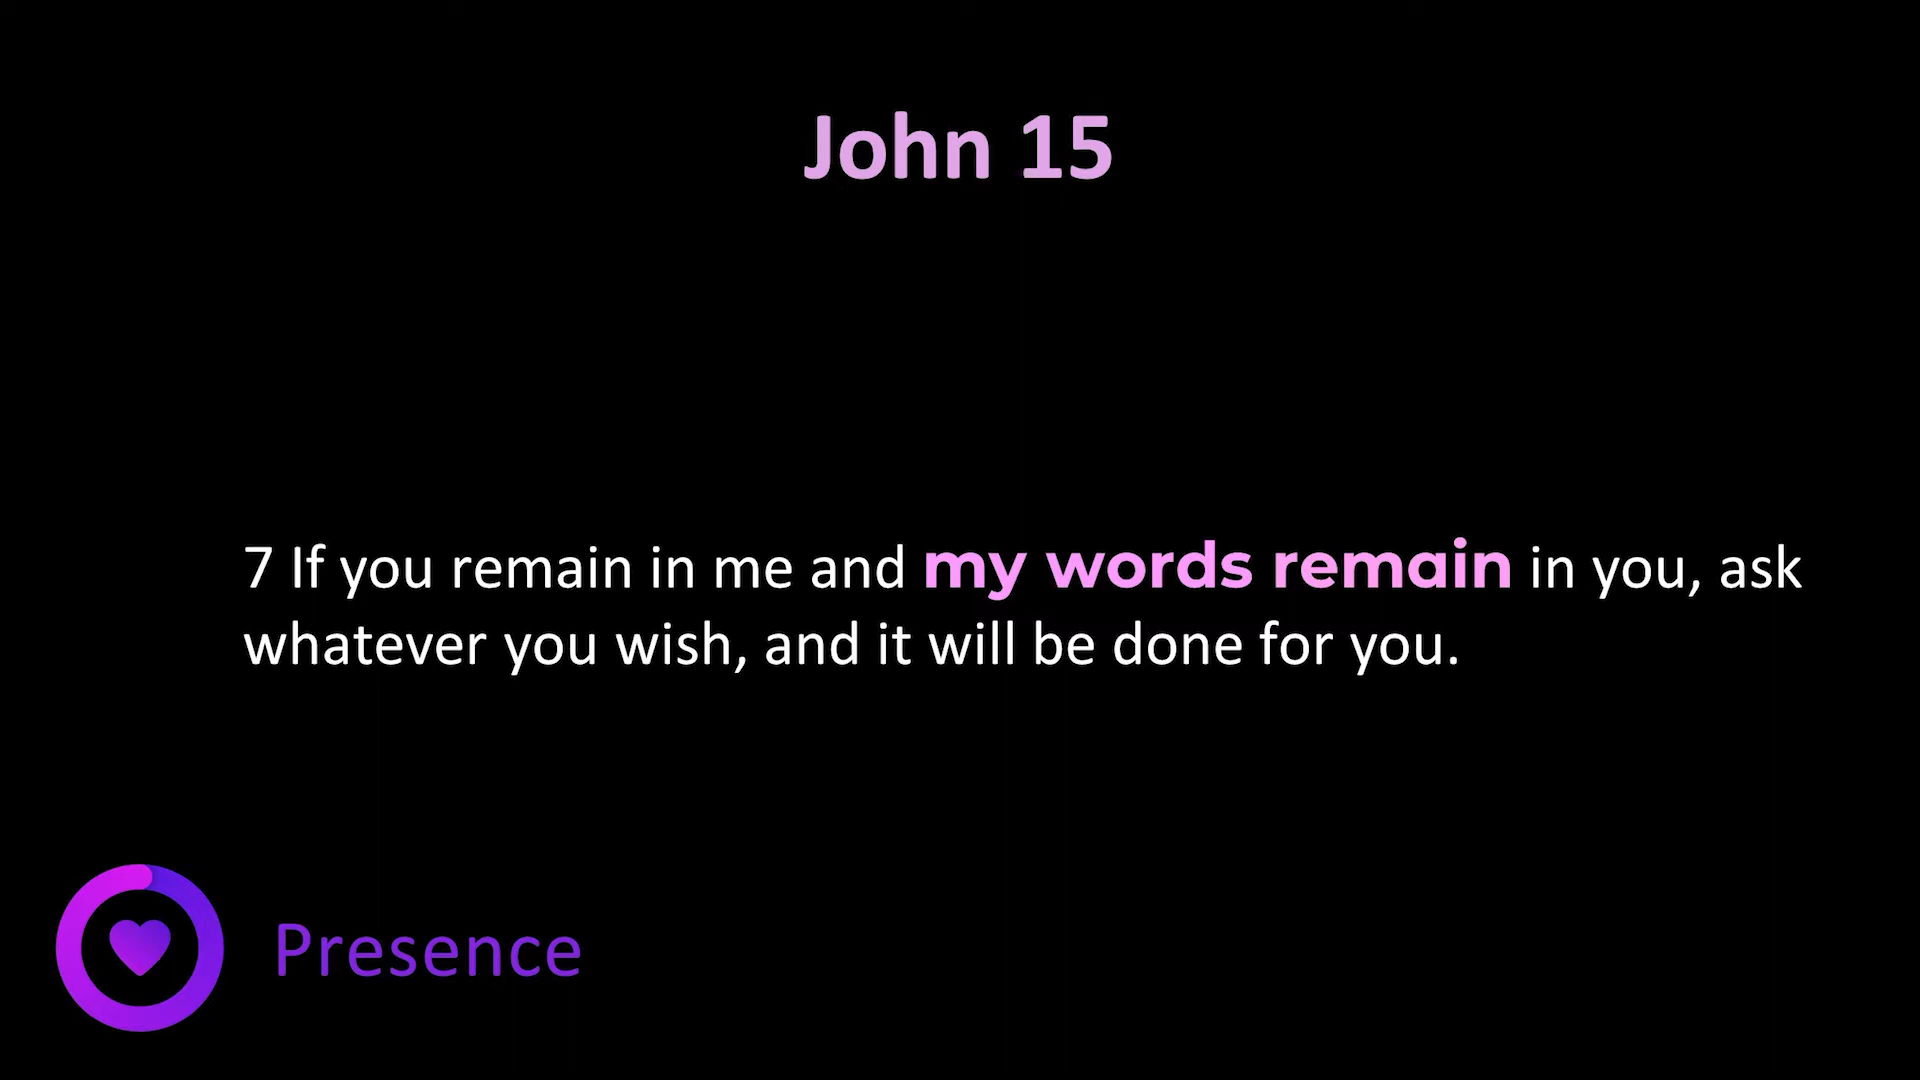 John 15
7 If you remain in me and my words remain in you, ask
whatever you wish, and it will be done for you.
Presence